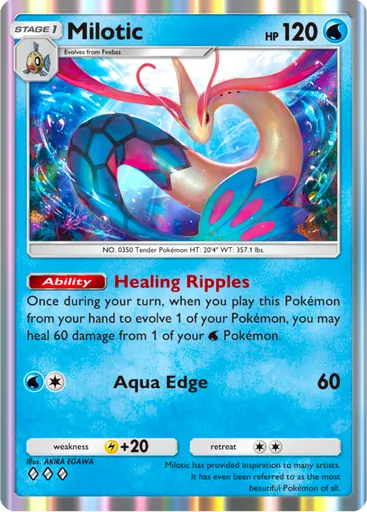 STAGE 1
Milotic
HP 120
Evolves from Feebas
NO. 0350 Tender Pokémon HT: 20'4" WT: 357.1 lbs.
Ability Healing Ripples
Once during your turn, when you play this Pokémon
from your hand to evolve 1 of your Pokémon, you may
heal 60 damage from 1 of your Pokémon.
Aqua Edge 60
weakness +20 retreat
Illus. AKIRA EGAWA
Milotic has provided inspiration to many artists.
It has even been referred to as the most
beautiful Pokémon of all.